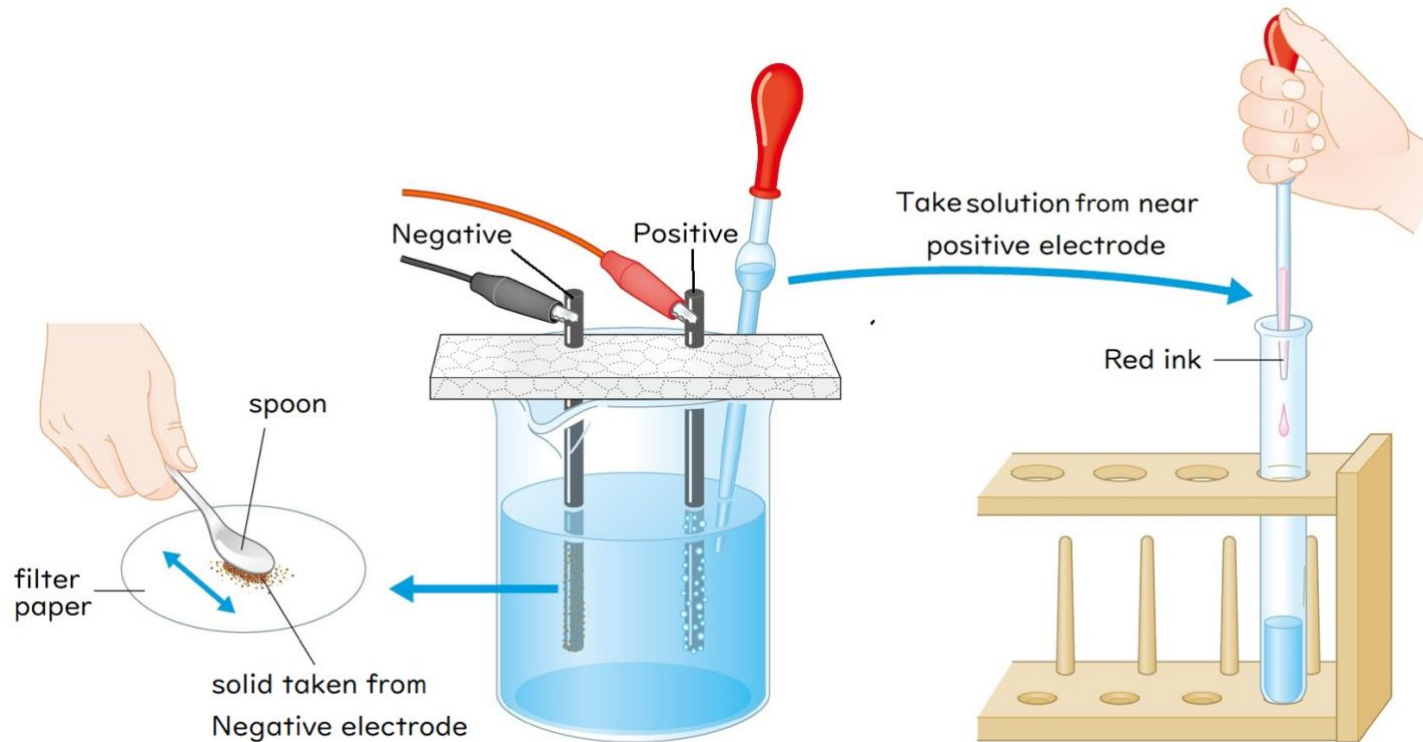 Negative
Positive
Take solution from near
positive electrode
Red ink
spoon
filter
paper
solid taken from
Negative electrode